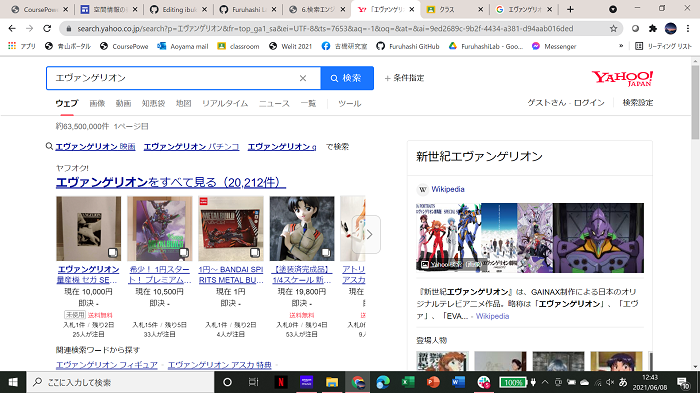 CoursePow
空間情報の
Editing ibui
Furuhashi L
6.検索エンジ
「エヴァンゲリ
クラス
エヴァンゲリオ
search.yahoo.co.jp/search?p=エヴァンゲリオン&fr=top_ga1_sa&ei=UTF-8&ts=7653&aq=-1&oq=&at=&ai=9ed2689c-9b2f-4434-a381-d94aab016ded
アプリ
青山ポータル
CoursePowe
Aoyama mail
classroom
Welit 2021
古橋研究室
Furuhashi GitHub
FuruhashiLab - Goo...
Messenger
リーディング リスト
エヴァンゲリオン
検索
+ 条件指定
YAHOO!
JAPAN
ウェブ 画像 動画 知恵袋 地図 リアルタイム ニュース 一覧 ツール
ゲストさん - ログイン
検索設定
約63,500,000件 1ページ目
エヴァンゲリオン 映画 エヴァンゲリオン パチンコ エヴァンゲリオン q で検索
ヤフオク!
エヴァンゲリオンをすべて見る（20,212件）
エヴァンゲリオン
量産機 セガ SE...
現在 10,000円
即決 -
未使用 送料無料
入札1件 / 残り2日
25人が注目
希少！ 1円スター
ト！ プレミアム...
現在 10,500円
即決 -
入札15件 / 残り5日
33人が注目
METAL BUILD
1円～ BANDAI SPI
RITS METAL BU...
現在 1円
即決 -
送料無料
入札1件 / 残り2日
4人が注目
【塗装済完成品】
1/4スケール 新...
現在 19,800円
即決 -
送料無料
入札0件 / 残り4日
53人が注目
アトリ
アスカ
現在
即
入札0
9人
関連検索ワードから探す
エヴァンゲリオン フィギュア エヴァンゲリオン アスカ 特典
新世紀エヴァンゲリオン
W Wikipedia
Yahoo!検索（画像）
『新世紀エヴァンゲリオン』は、GAINAX制作による日本のオリ
ジナルテレビアニメ作品。略称は「エヴァンゲリオン」、「エヴ
ァ」、「EVA... - Wikipedia
登場人物
ここに入力して検索
100%
あ
12:43
2021/06/08
10